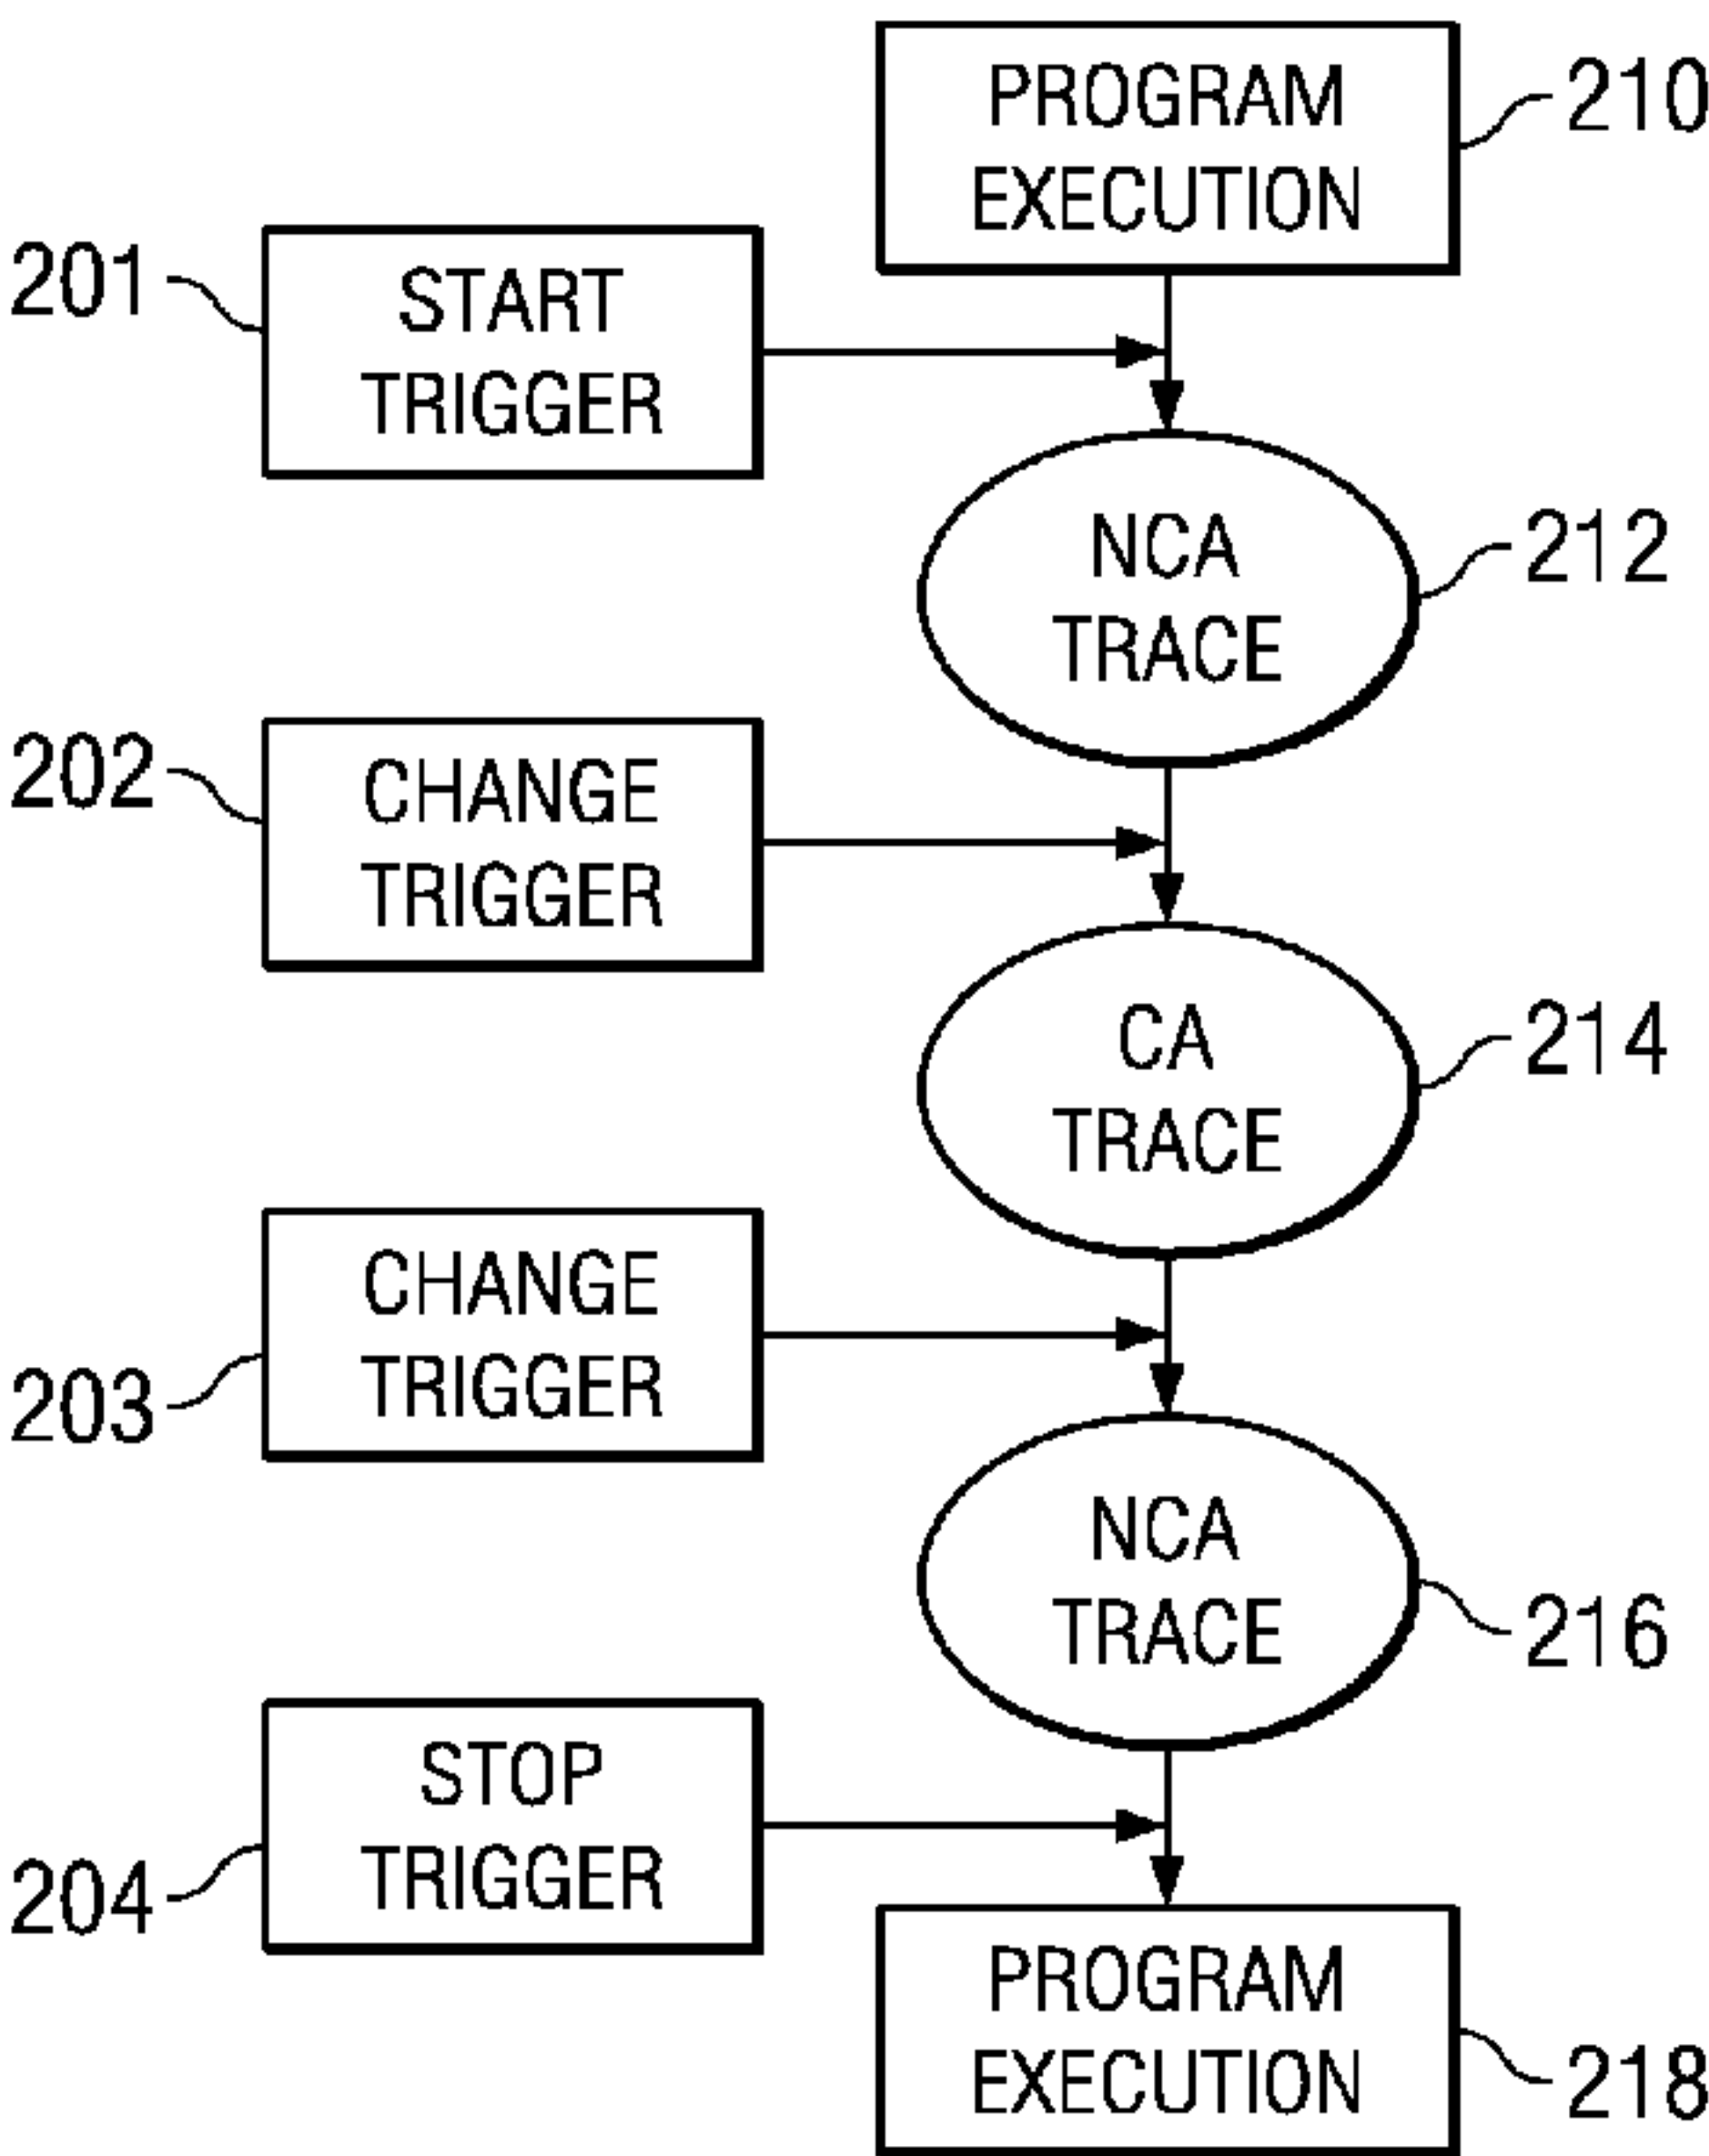 PROGRAM
EXECUTION
210
201
START
TRIGGER
NCA
TRACE
212
202
CHANGE
TRIGGER
CA
TRACE
214
CHANGE
TRIGGER
203
NCA
TRACE
216
STOP
TRIGGER
204
PROGRAM
EXECUTION
218